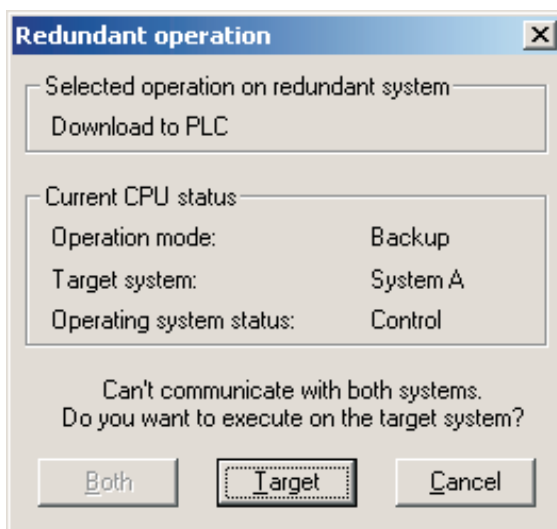 Redundant operation
Selected operation on redundant system
Download to PLC
Current CPU status
Operation mode: Backup
Target system: System A
Operating system status: Control
Can't communicate with both systems.
Do you want to execute on the target system?
Both Target Cancel